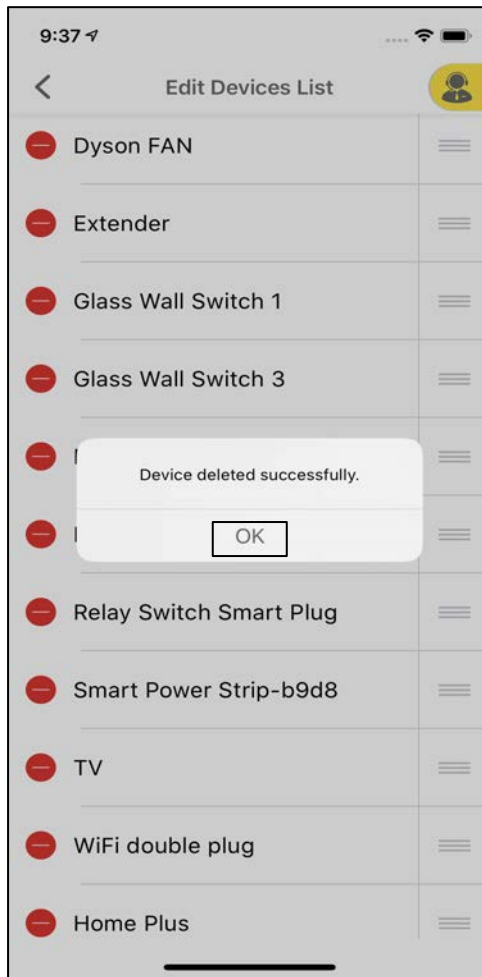 9:37
Edit Devices List
Dyson FAN
Extender
Glass Wall Switch 1
Glass Wall Switch 3
Device deleted successfully.
OK
Relay Switch Smart Plug
Smart Power Strip-b9d8
TV
WiFi double plug
Home Plus